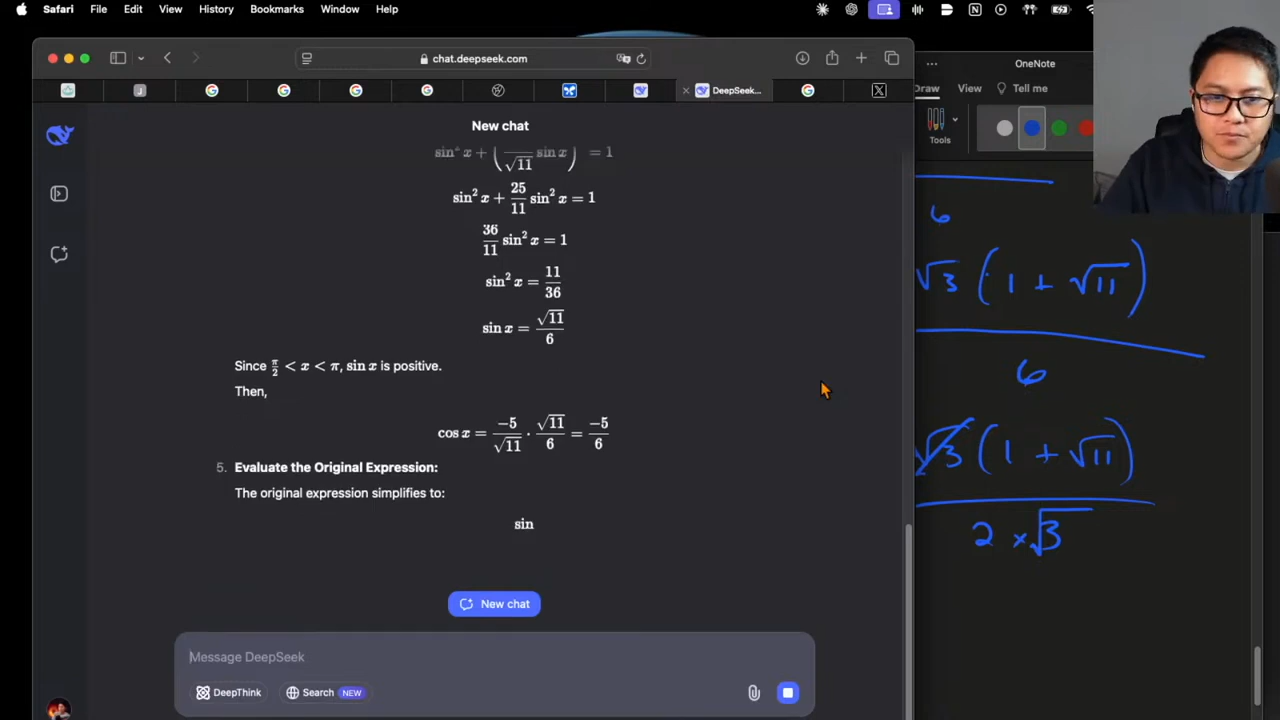 Safari File Edit View History Bookmarks Window Help
chat.deepseek.com
DeepSeek...
OneNote
Draw View Tell me
Tools
New chat
sin² x + ( /√11 sin x ) = 1
sin² x + 25/11 sin² x = 1
36/11 sin² x = 1
sin² x = 11/36
sin x = √11/6
Since π/2 < x < π, sin x is positive.
Then,
cos x = -5/√11 · √11/6 = -5/6
5. Evaluate the Original Expression:
The original expression simplifies to:
sin
New chat
Message DeepSeek
DeepThink Search NEW
6
√3 ( 1 + √11 )
6
√3 ( 1 + √11 )
2 × √3